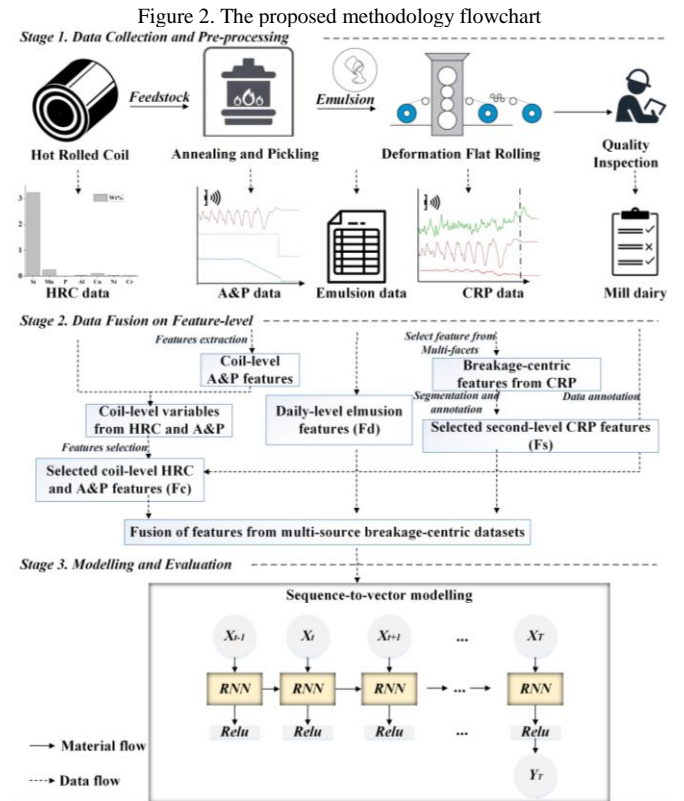 Figure 2. The proposed methodology flowchart
Stage 1. Data Collection and Pre-processing
Feedstock
Emulsion
Hot Rolled Coil
Annealing and Pickling
Deformation Flat Rolling
Quality
Inspection
3
2
1
0
Wt%
Si Mn P Al Cu Ni Cr
HRC data
A&P data
Emulsion data
CRP data
Mill dairy
Stage 2. Data Fusion on Feature-level
Features extraction
Select feature from
Multi-facets
Coil-level
A&P features
Breakage-centric
features from CRP
Segmentation and
annotation
Data annotation
Coil-level variables
from HRC and A&P
Daily-level elmusion
features (Fd)
Selected second-level CRP features
(Fs)
Features selection
Selected coil-level HRC
and A&P features (Fc)
Fusion of features from multi-source breakage-centric datasets
Stage 3. Modelling and Evaluation
Sequence-to-vector modelling
Xt-1 Xt Xt+1 ... XT
RNN RNN RNN ... RNN
Relu Relu Relu ... Relu
YT
Material flow
Data flow